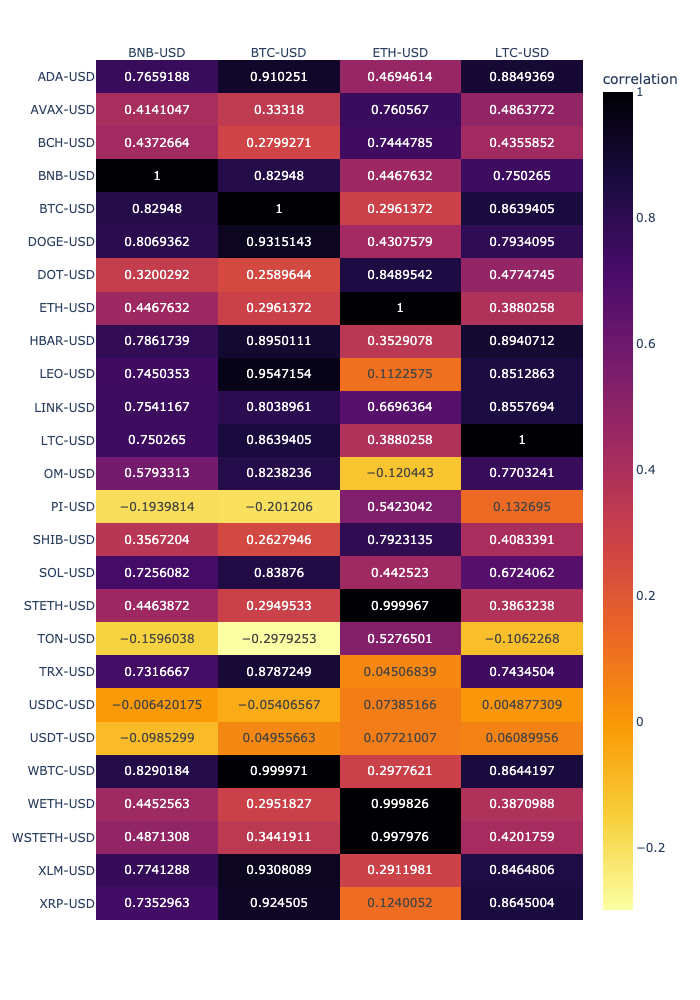 BNB-USD BTC-USD ETH-USD LTC-USD
ADA-USD 0.7659188 0.910251 0.4694614 0.8849369
correlation
AVAX-USD 0.4141047 0.33318 0.760567 0.4863772
1
BCH-USD 0.4372664 0.2799271 0.7444785 0.4355852
BNB-USD 1 0.82948 0.4467632 0.750265
BTC-USD 0.82948 1 0.2961372 0.8639405
0.8
DOGE-USD 0.8069362 0.9315143 0.4307579 0.7934095
DOT-USD 0.3200292 0.2589644 0.8489542 0.4774745
ETH-USD 0.4467632 0.2961372 1 0.3880258
HBAR-USD 0.7861739 0.8950111 0.3529078 0.8940712
0.6
LEO-USD 0.7450353 0.9547154 0.1122575 0.8512863
LINK-USD 0.7541167 0.8038961 0.6696364 0.8557694
LTC-USD 0.750265 0.8639405 0.3880258 1
OM-USD 0.5793313 0.8238236 −0.120443 0.7703241
0.4
PI-USD −0.1939814 −0.201206 0.5423042 0.132695
SHIB-USD 0.3567204 0.2627946 0.7923135 0.4083391
SOL-USD 0.7256082 0.83876 0.442523 0.6724062
STETH-USD 0.4463872 0.2949533 0.999967 0.3863238
0.2
TON-USD −0.1596038 −0.2979253 0.5276501 −0.1062268
TRX-USD 0.7316667 0.8787249 0.04506839 0.7434504
USDC-USD −0.006420175 −0.05406567 0.07385166 0.004877309
0
USDT-USD −0.0985299 0.04955663 0.07721007 0.06089956
WBTC-USD 0.8290184 0.999971 0.2977621 0.8644197
WETH-USD 0.4452563 0.2951827 0.999826 0.3870988
WSTETH-USD 0.4871308 0.3441911 0.997976 0.4201759
−0.2
XLM-USD 0.7741288 0.9308089 0.2911981 0.8464806
XRP-USD 0.7352963 0.924505 0.1240052 0.8645004